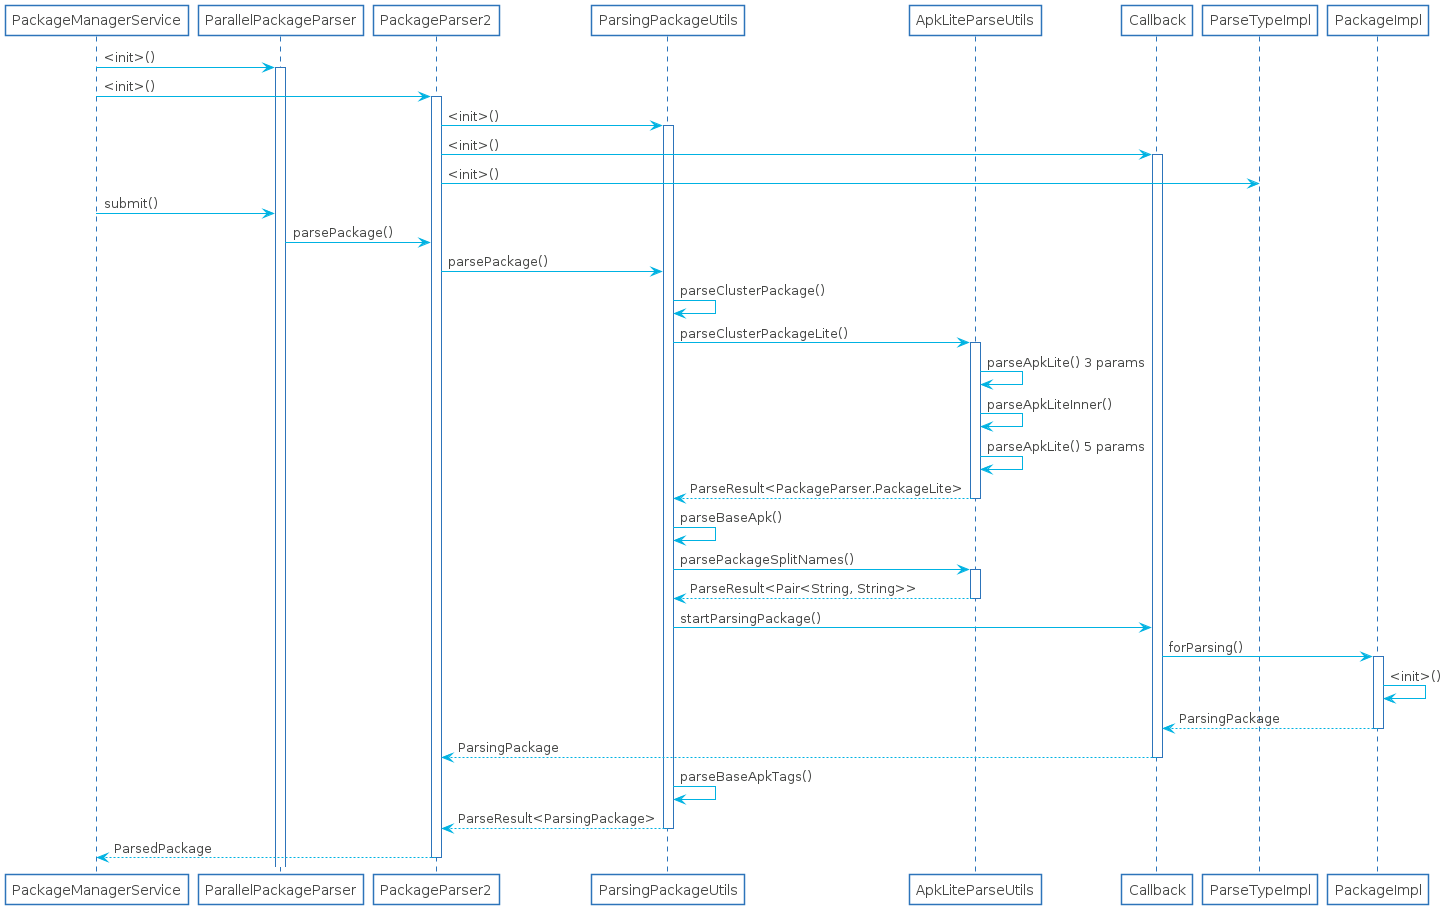 PackageManagerService
ParallelPackageParser
PackageParser2
ParsingPackageUtils
ApkLiteParseUtils
Callback
ParseTypeImpl
PackageImpl
<init>()
<init>()
<init>()
<init>()
<init>()
submit()
parsePackage()
parsePackage()
parseClusterPackage()
parseClusterPackageLite()
parseApkLite() 3 params
parseApkLiteInner()
parseApkLite() 5 params
ParseResult<PackageParser.PackageLite>
parseBaseApk()
parsePackageSplitNames()
ParseResult<Pair<String, String>>
startParsingPackage()
forParsing()
<init>()
ParsingPackage
ParsingPackage
parseBaseApkTags()
ParseResult<ParsingPackage>
ParsedPackage
PackageManagerService
ParallelPackageParser
PackageParser2
ParsingPackageUtils
ApkLiteParseUtils
Callback
ParseTypeImpl
PackageImpl